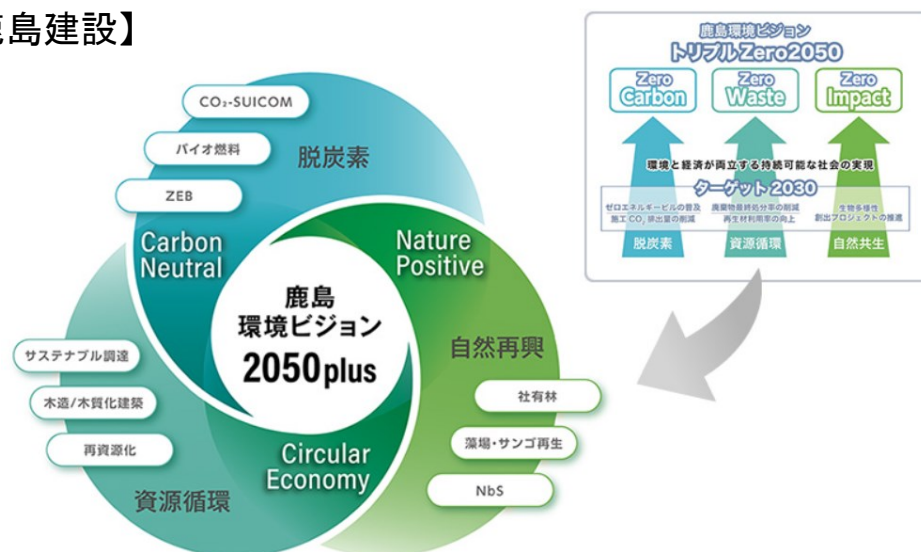 鹿島建設】
鹿島環境ビジョン
トリプルZero2050
Zero
Carbon
Zero
Waste
Zero
Impact
環境と経済が両立する持続可能な社会の実現
ターゲット2030
ゼロエネルギービルの普及
施工CO₂排出量の削減
廃棄物最終処分率の削減
再生材利用率の向上
生物多様性
創出プロジェクトの推進
脱炭素
資源循環
自然共生
CO₂-SUICOM
バイオ燃料
ZEB
脱炭素
Carbon
Neutral
Nature
Positive
鹿島
環境ビジョン
2050plus
自然再興
サステナブル調達
木造/木質化建築
再資源化
社有林
藻場・サンゴ再生
NbS
Circular
Economy
資源循環